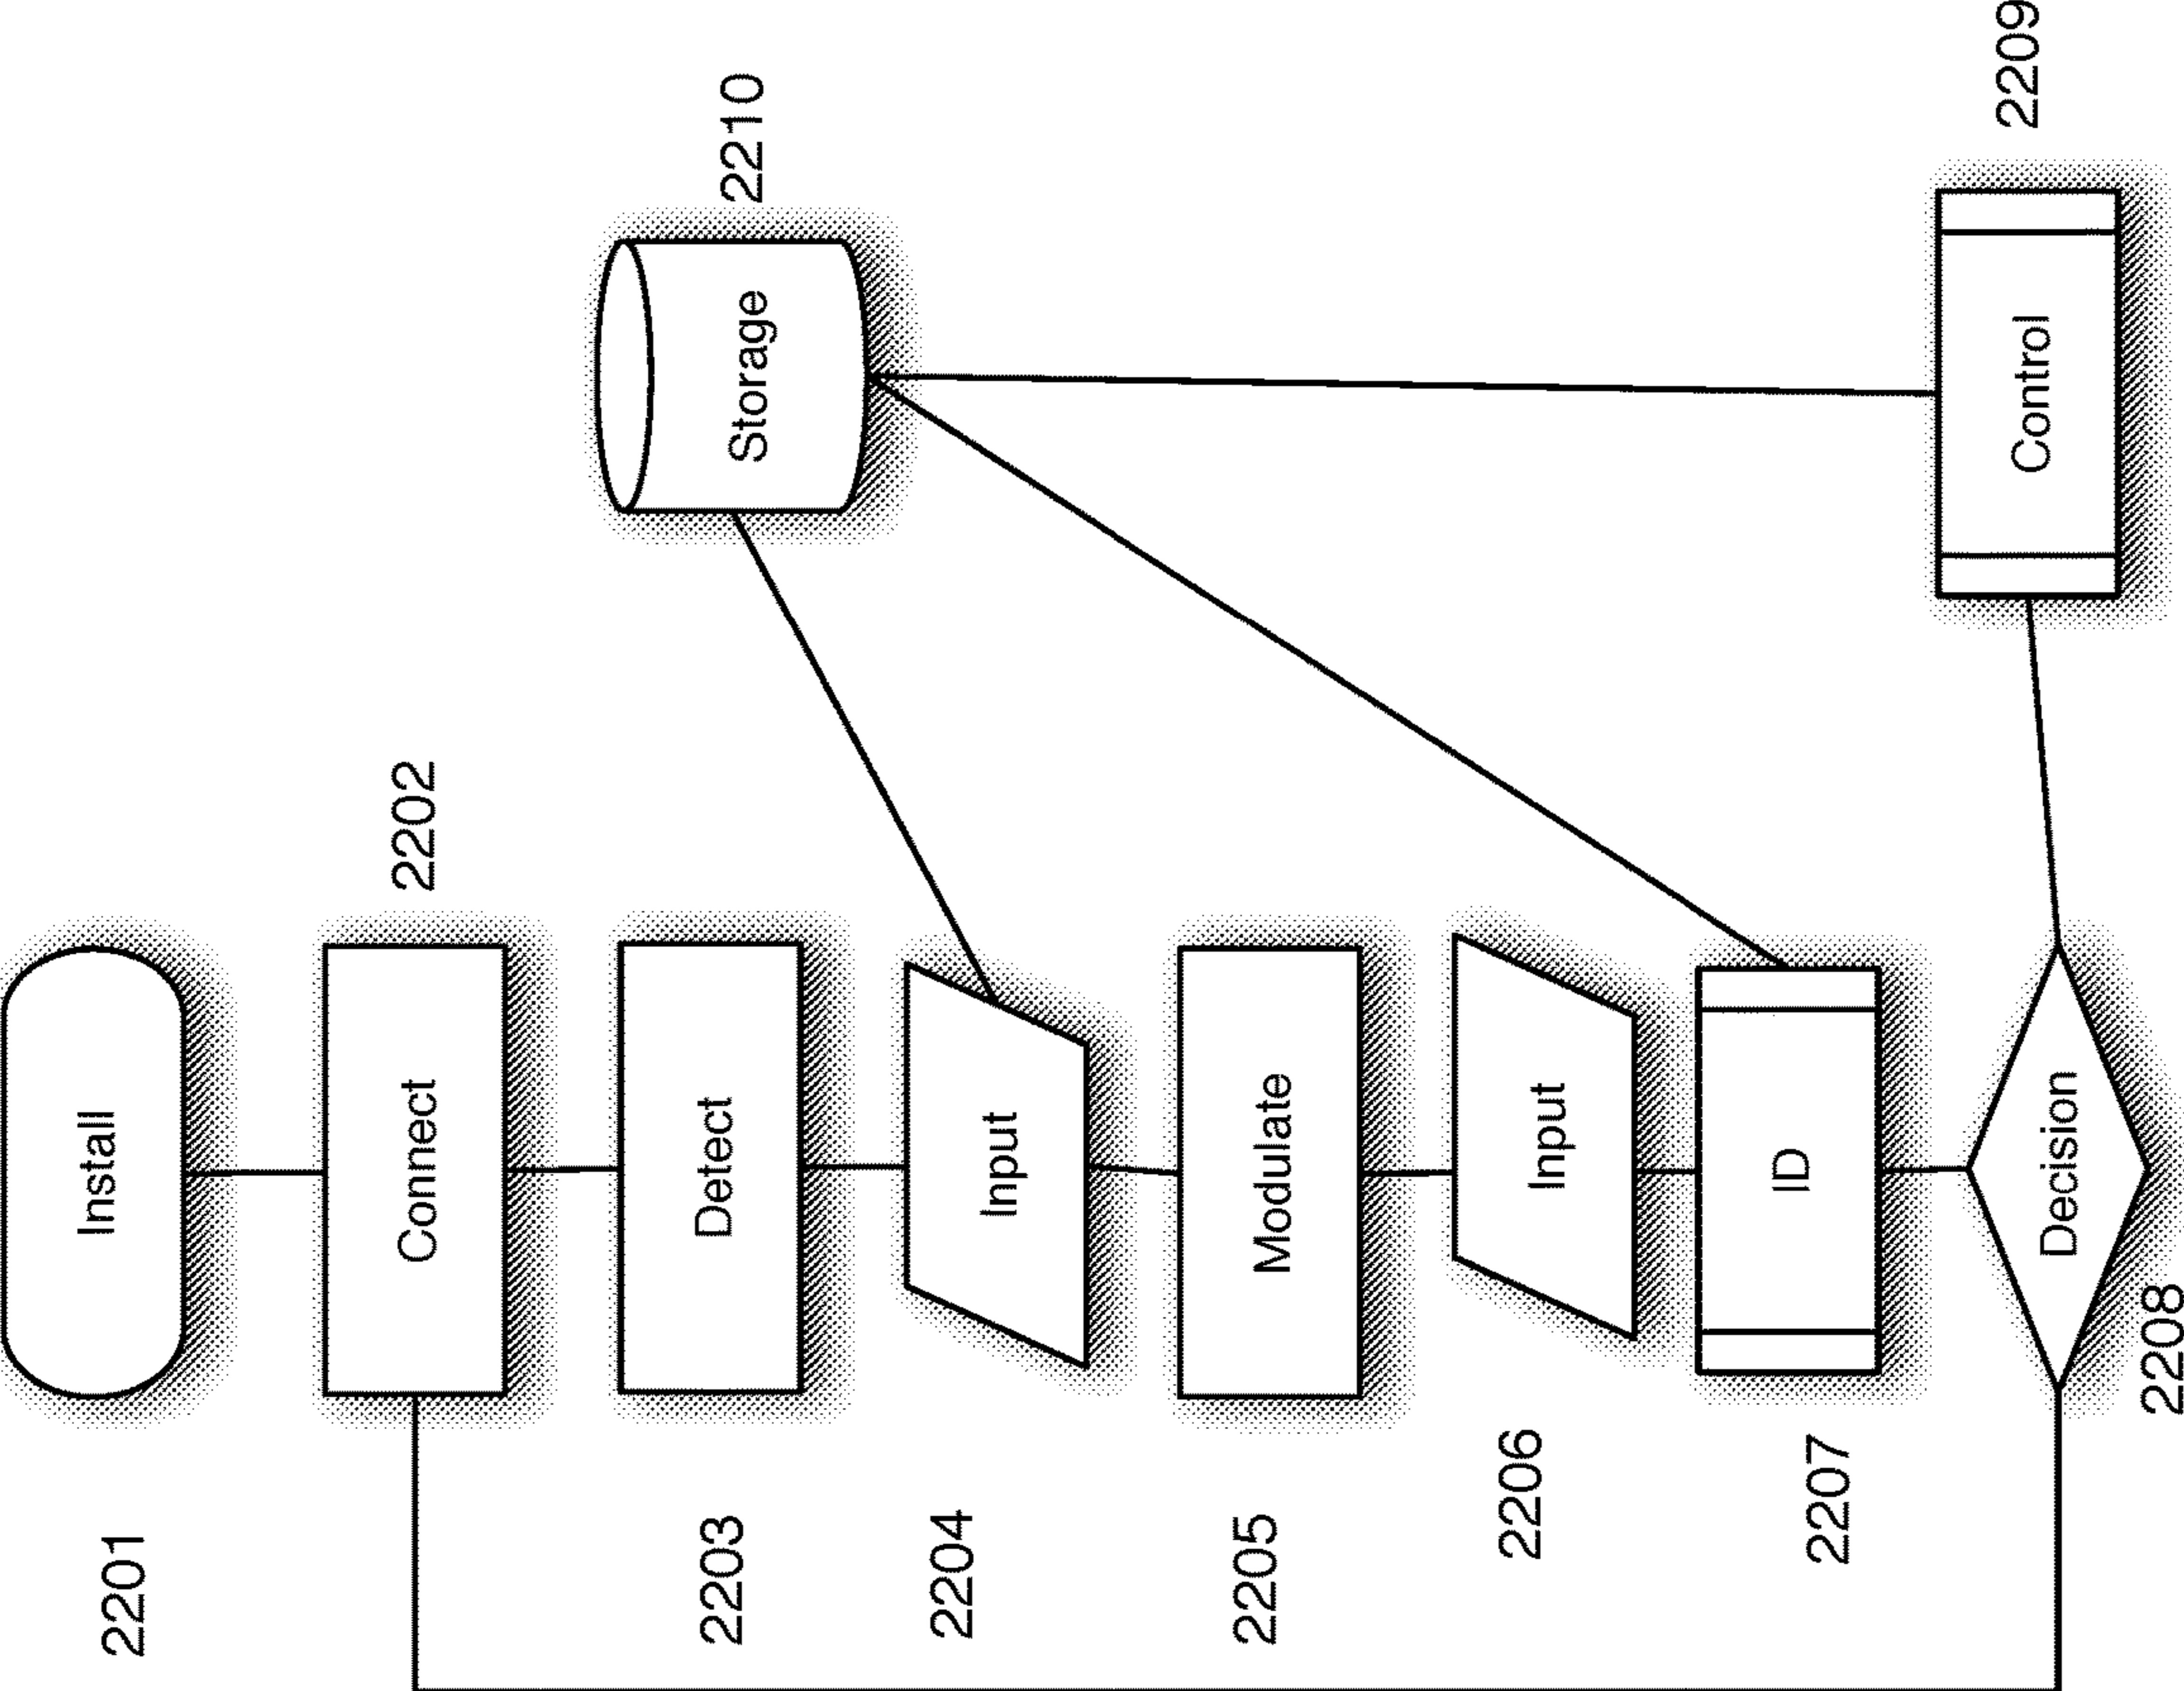 Install
2201
Connect
2202
Detect
2203
Input
2204
Modulate
2205
Input
2206
ID
2207
Decision
2208
Control
2209
Storage
2210